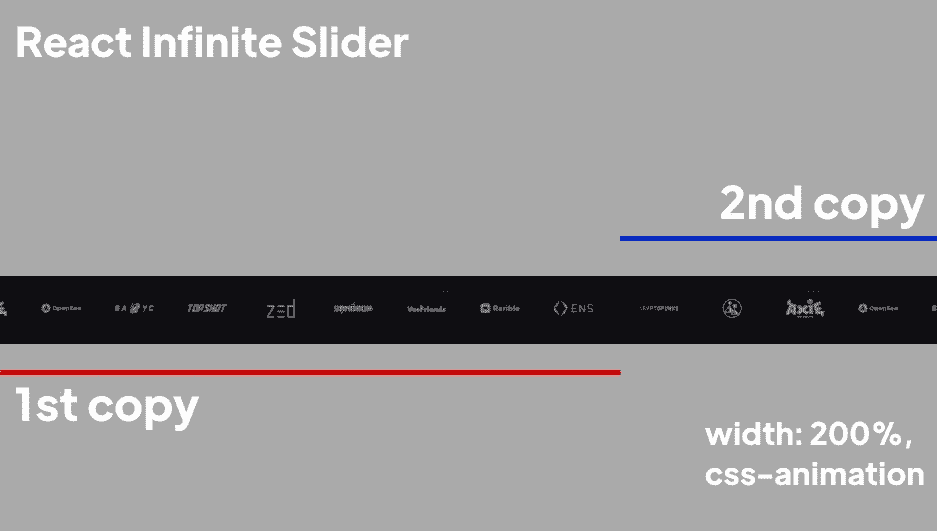 React Infinite Slider
2nd copy
OpenSea BAYC TOP SHOT zed VeeFriends Rarible ENS CRYPTOPUNKS Axie OpenSea
1st copy
width: 200%,
css-animation